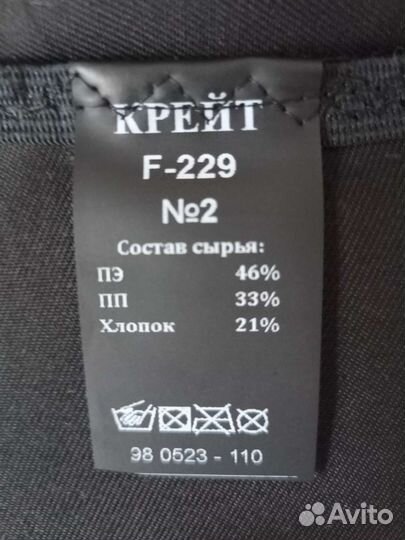 КРЕЙТ
F-229
№2
Состав сырья:
ПЭ 46%
ПП 33%
Хлопок 21%
98 0523 - 110
Avito